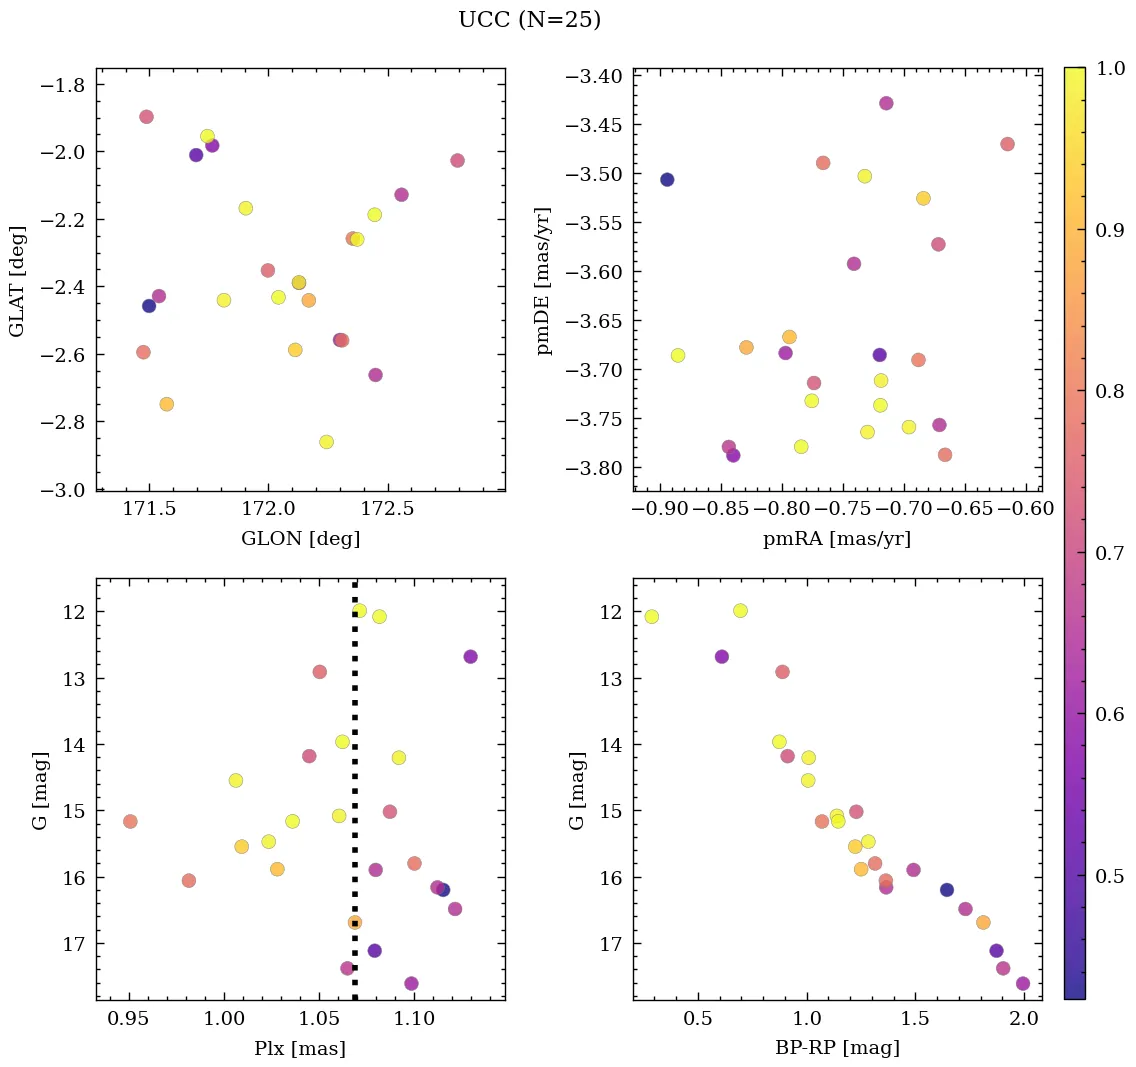 UCC (N=25)
−1.8
−2.0
−2.2
−2.4
−2.6
−2.8
−3.0
GLAT [deg]
171.5 172.0 172.5
GLON [deg]
−3.40
−3.45
−3.50
−3.55
−3.60
−3.65
−3.70
−3.75
−3.80
pmDE [mas/yr]
−0.90 −0.85 −0.80 −0.75 −0.70 −0.65 −0.60
pmRA [mas/yr]
1.0
0.9
0.8
0.7
0.6
0.5
12
13
14
15
16
17
G [mag]
0.95 1.00 1.05 1.10
Plx [mas]
12
13
14
15
16
17
G [mag]
0.5 1.0 1.5 2.0
BP-RP [mag]